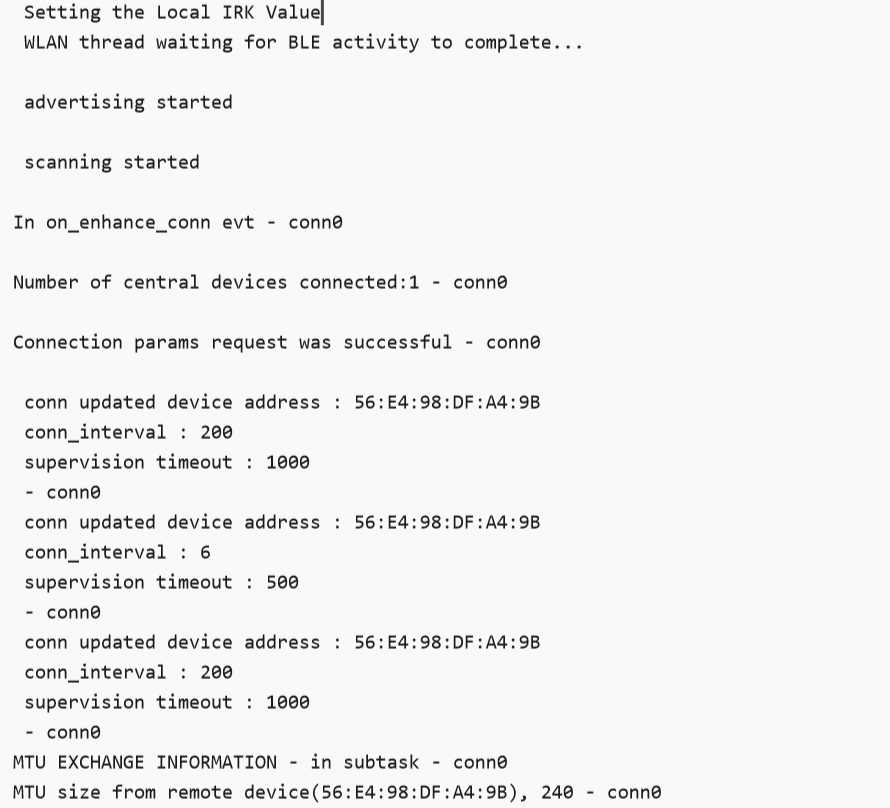 Setting the Local IRK Value
WLAN thread waiting for BLE activity to complete...
advertising started
scanning started
In on_enhance_conn evt - conn0
Number of central devices connected:1 - conn0
Connection params request was successful - conn0
conn updated device address : 56:E4:98:DF:A4:9B
conn_interval : 200
supervision timeout : 1000
- conn0
conn updated device address : 56:E4:98:DF:A4:9B
conn_interval : 6
supervision timeout : 500
- conn0
conn updated device address : 56:E4:98:DF:A4:9B
conn_interval : 200
supervision timeout : 1000
- conn0
MTU EXCHANGE INFORMATION - in subtask - conn0
MTU size from remote device(56:E4:98:DF:A4:9B), 240 - conn0